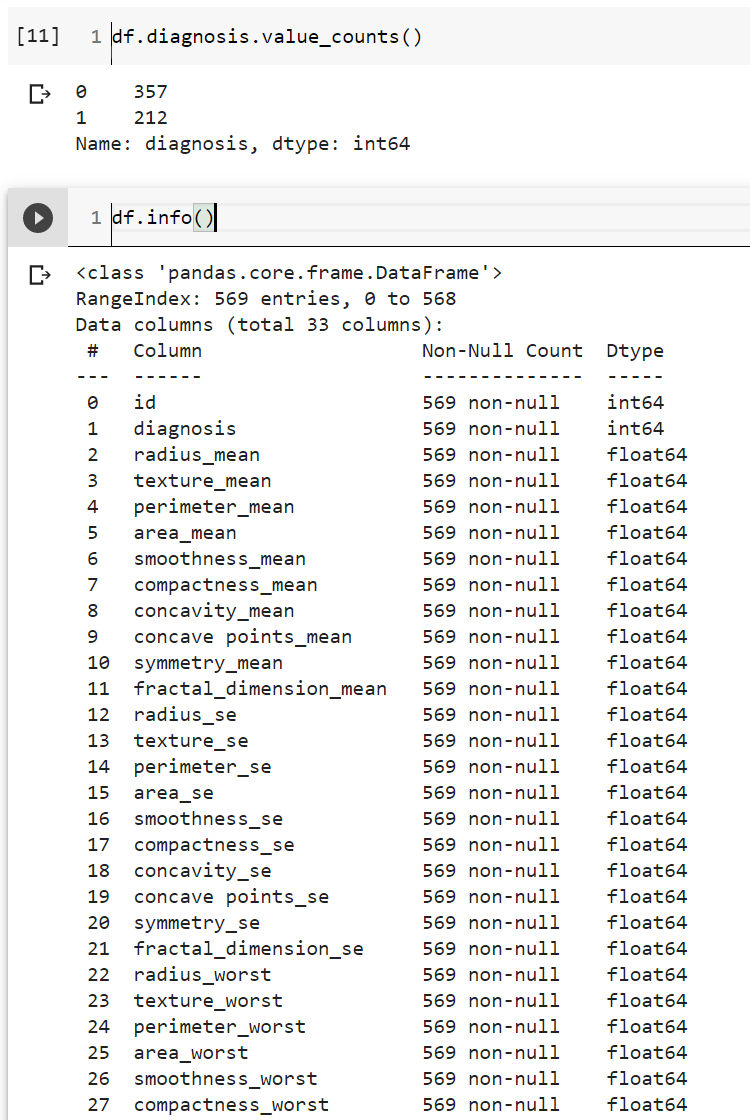 [11] 1 df.diagnosis.value_counts()
0    357
1    212
Name: diagnosis, dtype: int64
1 df.info()
<class 'pandas.core.frame.DataFrame'>
RangeIndex: 569 entries, 0 to 568
Data columns (total 33 columns):
 #   Column                   Non-Null Count  Dtype
---  ------                   --------------  -----
 0   id                       569 non-null    int64
 1   diagnosis                569 non-null    int64
 2   radius_mean              569 non-null    float64
 3   texture_mean             569 non-null    float64
 4   perimeter_mean           569 non-null    float64
 5   area_mean                569 non-null    float64
 6   smoothness_mean          569 non-null    float64
 7   compactness_mean         569 non-null    float64
 8   concavity_mean           569 non-null    float64
 9   concave points_mean      569 non-null    float64
 10  symmetry_mean            569 non-null    float64
 11  fractal_dimension_mean   569 non-null    float64
 12  radius_se                569 non-null    float64
 13  texture_se               569 non-null    float64
 14  perimeter_se             569 non-null    float64
 15  area_se                  569 non-null    float64
 16  smoothness_se            569 non-null    float64
 17  compactness_se           569 non-null    float64
 18  concavity_se             569 non-null    float64
 19  concave points_se        569 non-null    float64
 20  symmetry_se              569 non-null    float64
 21  fractal_dimension_se     569 non-null    float64
 22  radius_worst             569 non-null    float64
 23  texture_worst            569 non-null    float64
 24  perimeter_worst          569 non-null    float64
 25  area_worst               569 non-null    float64
 26  smoothness_worst         569 non-null    float64
 27  compactness_worst        569 non-null    float64